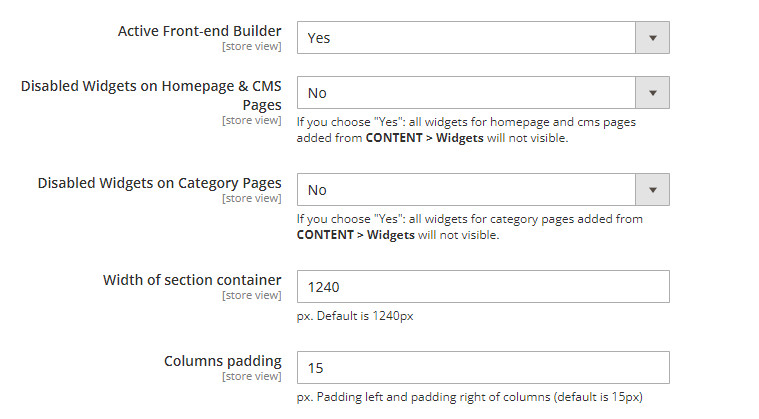 Active Front-end Builder
[store view]
Yes
Disabled Widgets on Homepage & CMS
Pages
[store view]
No
If you choose "Yes": all widgets for homepage and cms pages
added from CONTENT > Widgets will not visible.
Disabled Widgets on Category Pages
[store view]
No
If you choose "Yes": all widgets for category pages added from
CONTENT > Widgets will not visible.
Width of section container
[store view]
1240
px. Default is 1240px
Columns padding
[store view]
15
px. Padding left and padding right of columns (default is 15px)